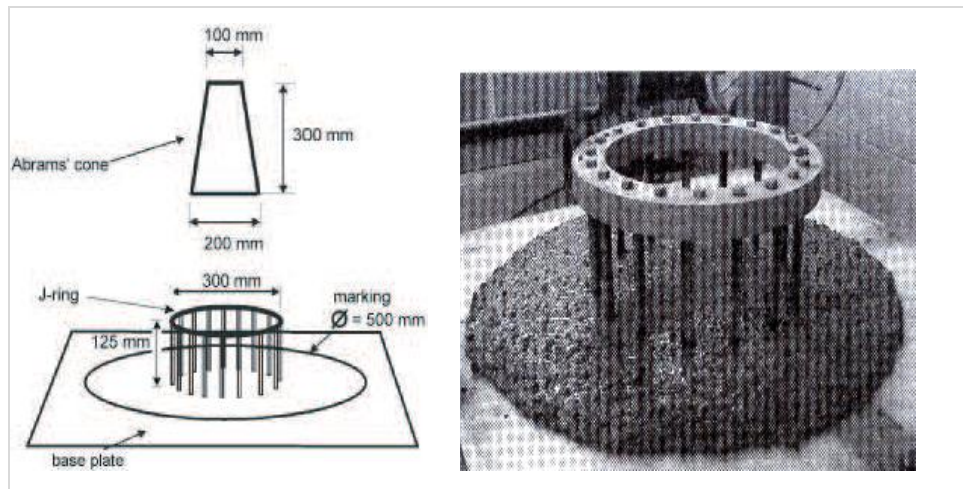 100 mm
300 mm
Abrams' cone
200 mm
300 mm
J-ring
marking
Ø = 500 mm
125 mm
base plate